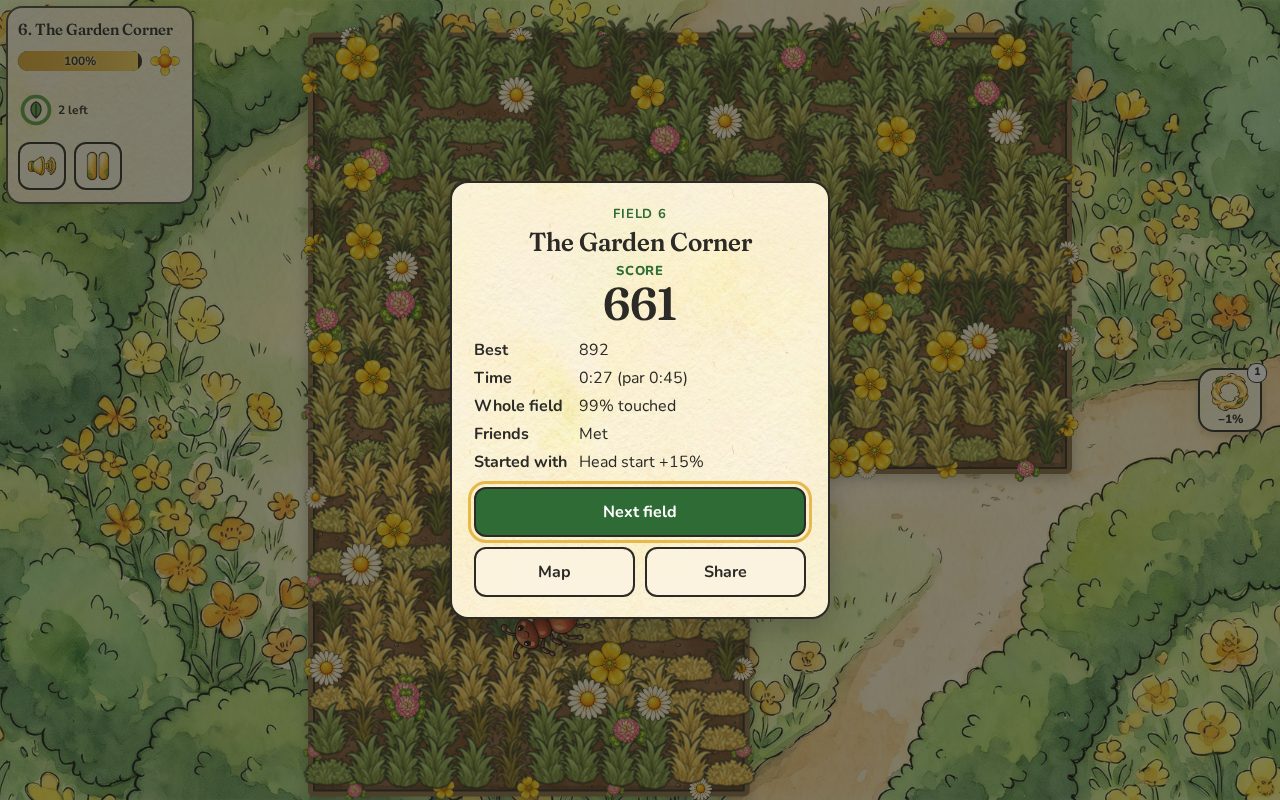 6. The Garden Corner
100%
2 left
FIELD 6
The Garden Corner
SCORE
661
Best 892
Time 0:27 (par 0:45)
Whole field 99% touched
Friends Met
Started with Head start +15%
Next field
Map Share
1
−1%